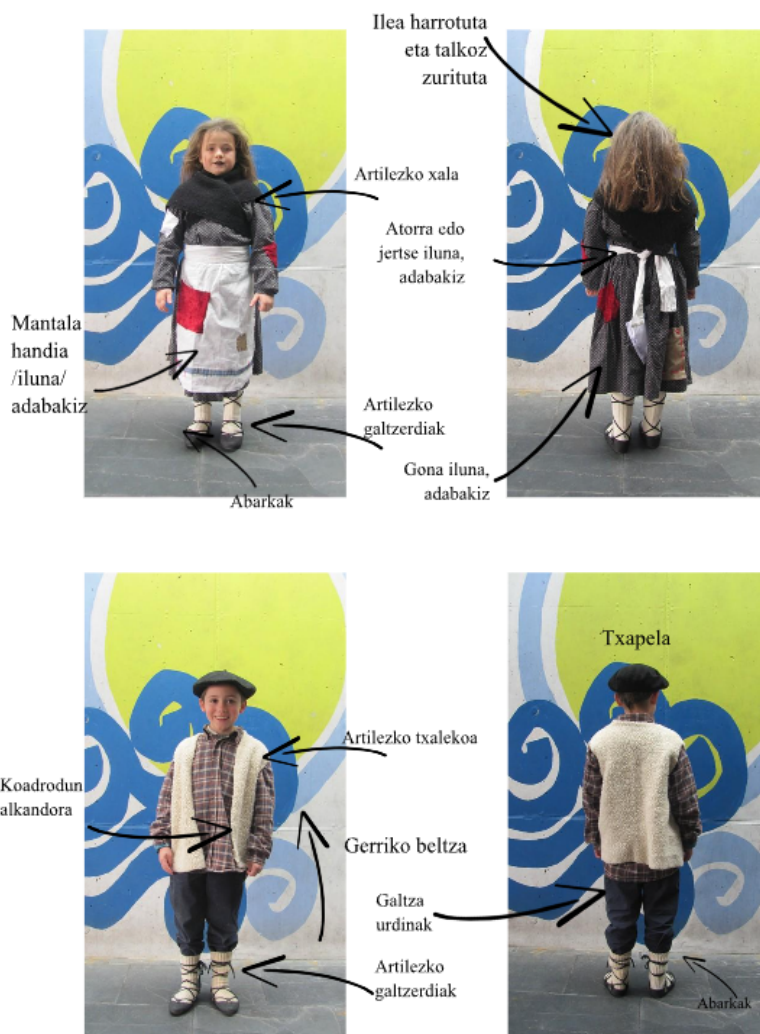 Ilea harrotuta
eta talkoz
zurituta
Artilezko xala
Atorra edo
jertse iluna,
adabakiz
Mantala
handia
/iluna/
adabakiz
Artilezko
galtzerdiak
Gona iluna,
adabakiz
Abarkak
Txapela
Artilezko txalekoa
Koadrodun
alkandora
Gerriko beltza
Galtza
urdinak
Artilezko
galtzerdiak
Abarkak